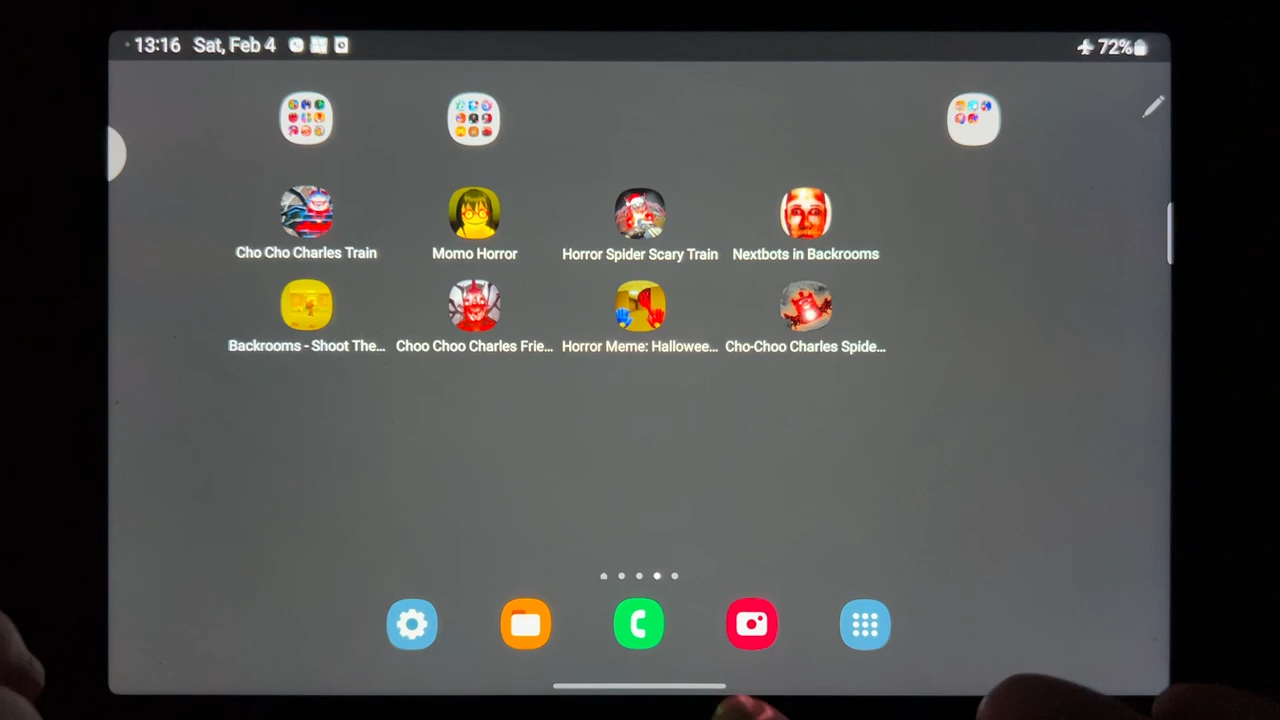 13:16 Sat, Feb 4 72%
Cho Cho Charles Train Momo Horror Horror Spider Scary Train Nextbots in Backrooms
Backrooms - Shoot The... Choo Choo Charles Frie... Horror Meme: Hallowee... Cho-Choo Charles Spide...